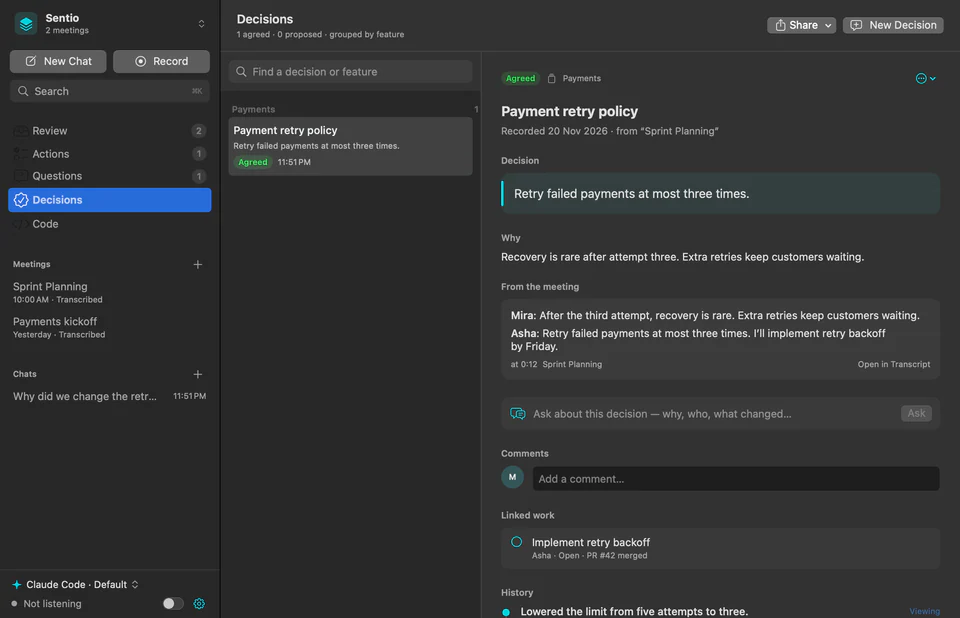 Sentio
2 meetings
New Chat
Record
Search
⌘K
Review
2
Actions
1
Questions
1
Decisions
Code
Meetings
Sprint Planning
10:00 AM · Transcribed
Payments kickoff
Yesterday · Transcribed
Chats
Why did we change the retr...
11:51 PM
Claude Code · Default
Not listening
Decisions
1 agreed · 0 proposed · grouped by feature
Share
New Decision
Find a decision or feature
Payments
1
Payment retry policy
Retry failed payments at most three times.
Agreed
11:51 PM
Agreed
Payments
Payment retry policy
Recorded 20 Nov 2026 · from “Sprint Planning”
Decision
Retry failed payments at most three times.
Why
Recovery is rare after attempt three. Extra retries keep customers waiting.
From the meeting
Mira: After the third attempt, recovery is rare. Extra retries keep customers waiting.
Asha: Retry failed payments at most three times. I’ll implement retry backoff
by Friday.
at 0:12 Sprint Planning
Open in Transcript
Ask about this decision — why, who, what changed...
Ask
Comments
M
Add a comment...
Linked work
Implement retry backoff
Asha · Open · PR #42 merged
History
Lowered the limit from five attempts to three.
Viewing